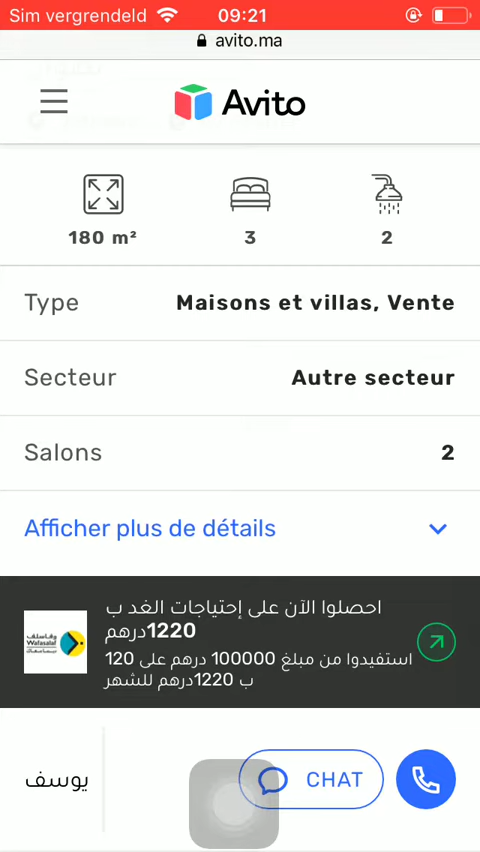 Sim vergrendeld 09:21
avito.ma
Avito
180 m² 3 2
Type Maisons et villas, Vente
Secteur Autre secteur
Salons 2
Afficher plus de détails
احصلوا الآن على إحتياجات الغد ب
1220درهم
استفيدوا من مبلغ 100000 درهم على 120
ب 1220درهم للشهر
وفاسلف
Wafasalaf
يوسف CHAT